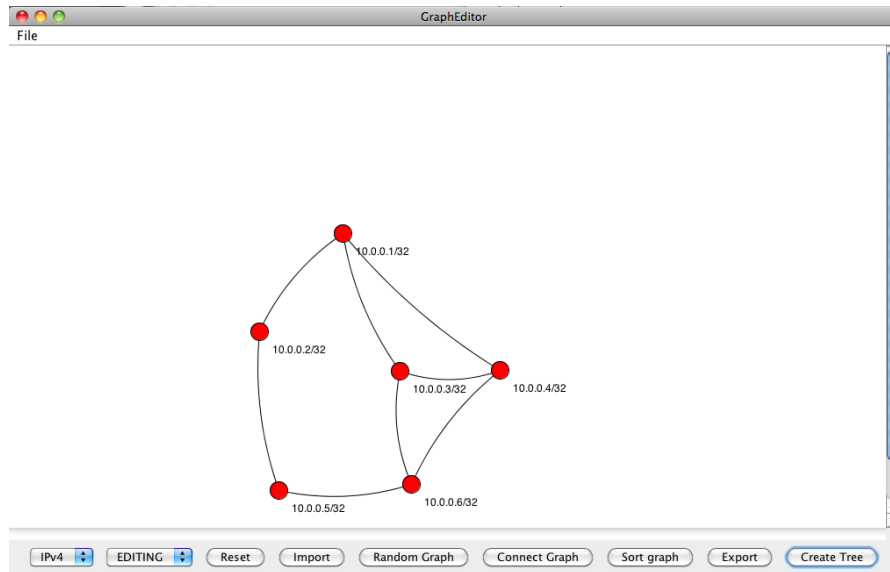 GraphEditor
File
10.0.0.1/32
10.0.0.2/32
10.0.0.3/32
10.0.0.4/32
10.0.0.5/32
10.0.0.6/32
IPv4 EDITING Reset Import Random Graph Connect Graph Sort graph Export Create Tree